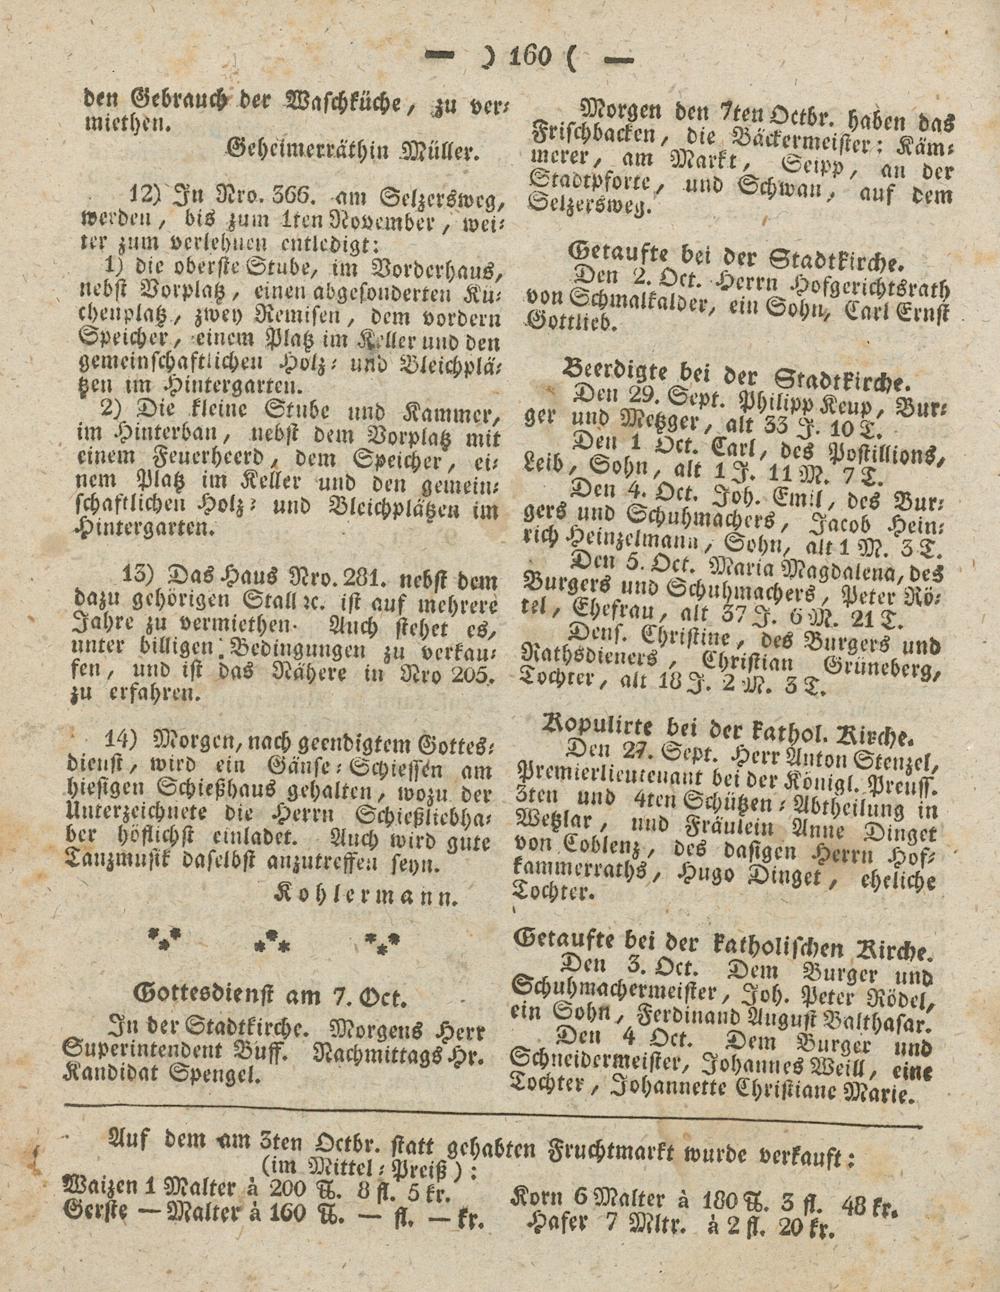 — ) 160 ( —
den Gebrauch der Waschküche, zu ver-
miethen.
Geheimerräthin Müller.
12) In Nro. 366. am Selzersweg,
werden, bis zum 1ten November, wei-
ter zum verlehnen entledigt:
1) die oberste Stube, im Vorderhaus,
nebst Vorplatz, einen abgesonderten Kü-
chenplatz, zwey Remisen, dem vordern
Speicher, einem Platz im Keller und den
gemeinschaftlichen Holz- und Bleichplä-
tzen im Hintergarten.
2) Die kleine Stube und Kammer,
im Hinterbau, nebst dem Vorplatz mit
einem Feuerheerd, dem Speicher, ei-
nem Platz im Keller und den gemein-
schaftlichen Holz- und Bleichplätzen im
Hintergarten.
13) Das Haus Nro. 281. nebst dem
dazu gehörigen Stall ꝛc. ist auf mehrere
Jahre zu vermiethen. Auch stehet es,
unter billigen Bedingungen zu verkau-
fen, und ist das Nähere in Nro 205.
zu erfahren.
14) Morgen, nach geendigtem Gottes-
dienst, wird ein Gänse-Schiessen am
hiesigen Schießhaus gehalten, wozu der
Unterzeichnete die Herrn Schießliebha-
ber höflichst einladet. Auch wird gute
Tanzmusik daselbst anzutreffen seyn.
Kohlermann.
Gottesdienst am 7. Oct.
In der Stadtkirche. Morgens Herr
Superintendent Buff. Nachmittags Hr.
Kandidat Spengel.
Morgen den 7ten Octbr. haben das
Frischbacken, die Bäckermeister: Käm-
merer, am Markt, Seipp, an der
Stadtpforte, und Schwan, auf dem
Selzersweg.
Getaufte bei der Stadtkirche.
Den 2. Oct. Herrn Hofgerichtsrath
von Schmalkalder, ein Sohn, Carl Ernst
Gottlieb.
Beerdigte bei der Stadtkirche.
Den 29. Sept. Philipp Keup, Bur-
ger und Metzger, alt 33 J. 10 T.
Den 1 Oct. Carl, des Postillions,
Leib, Sohn, alt 1 J. 11 M. 7 T.
Den 4. Oct. Joh. Emil, des Bur-
gers und Schuhmachers, Jacob Hein-
rich Heinzelmann, Sohn, alt 1 M. 3 T.
Den 5. Oct. Maria Magdalena, des
Burgers und Schuhmachers, Peter Rö-
tel, Ehefrau, alt 37 J. 6 M. 21 T.
Dens. Christine, des Burgers und
Rathsdieners, Christian Grüneberg,
Tochter, alt 18 J. 2 M. 3 T.
Kopulirte bei der kathol. Kirche.
Den 27. Sept. Herr Anton Stenzel,
Premierlieutenant bei der Königl. Preuss.
3ten und 4ten Schützen-Abtheilung in
Wetzlar, und Fräulein Anne Dinget
von Coblenz, des dasigen Herrn Hof-
kammerraths, Hugo Dinget, eheliche
Tochter.
Getaufte bei der katholischen Kirche.
Den 3. Oct. Dem Burger und
Schuhmachermeister, Joh. Peter Rödel,
ein Sohn, Ferdinand August Balthasar.
Den 4 Oct. Dem Burger und
Schneidermeister, Johannes Weill, eine
Tochter, Johannette Christiane Marie.
Auf dem am 3ten Octbr. statt gehabten Fruchtmarkt wurde verkauft:
(im Mittel-Preiß):
Waizen 1 Malter à 200 ℔. 8 fl. 5 kr.
Gerste — Malter à 160 ℔. — fl. — kr.
Korn 6 Malter à 180 ℔. 3 fl. 48 kr.
Hafer 7 Mltr. à 2 fl. 20 kr.